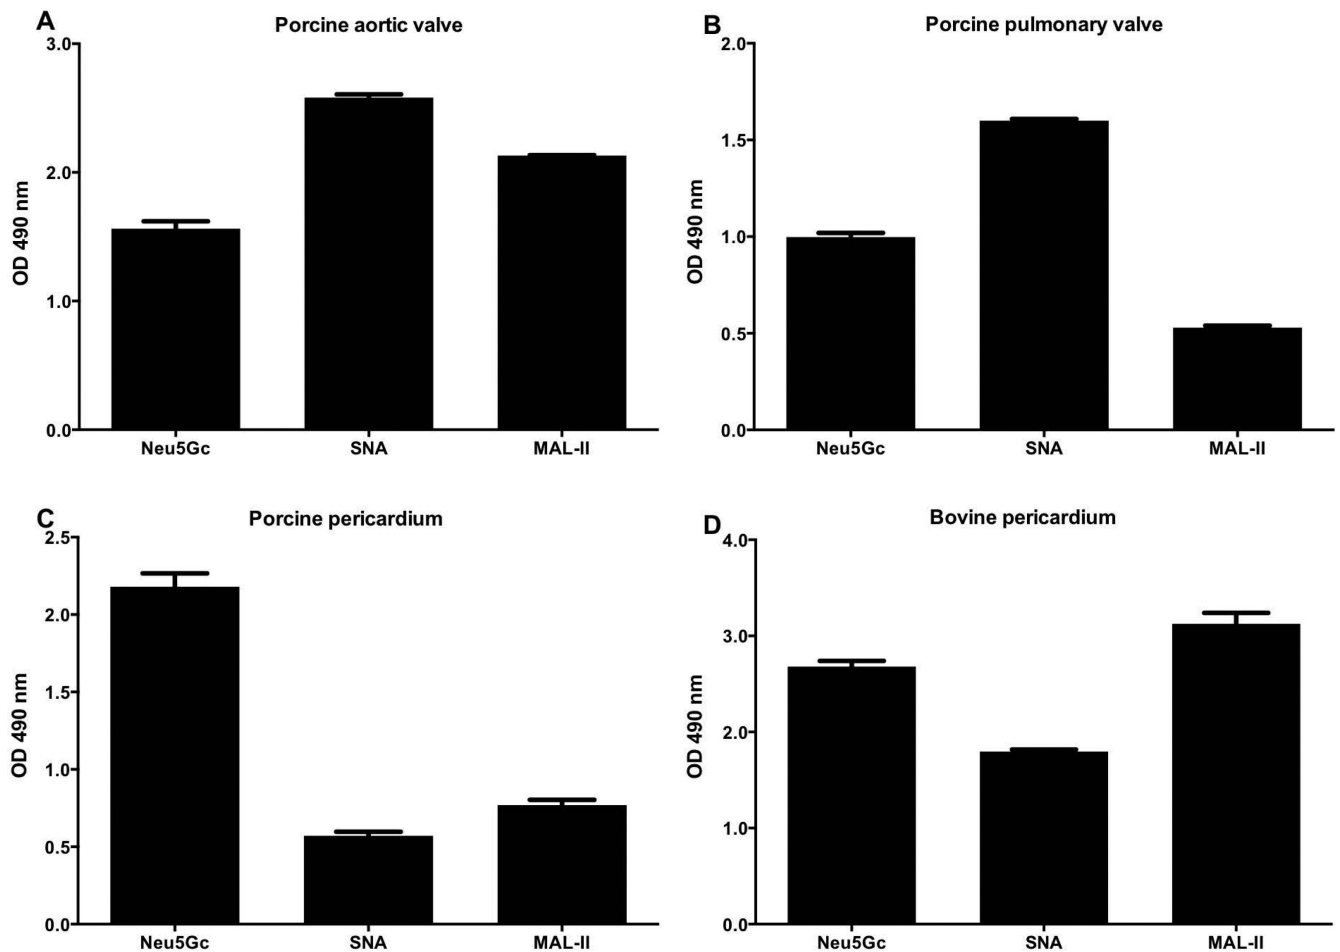 A
Porcine aortic valve
3.0
2.0
1.0
0.0
OD 490 nm
Neu5Gc
SNA
MAL-II
B
Porcine pulmonary valve
2.0
1.5
1.0
0.5
0.0
OD 490 nm
Neu5Gc
SNA
MAL-II
C
Porcine pericardium
2.5
2.0
1.5
1.0
0.5
0.0
OD 490 nm
Neu5Gc
SNA
MAL-II
D
Bovine pericardium
4.0
3.0
2.0
1.0
0.0
OD 490 nm
Neu5Gc
SNA
MAL-II